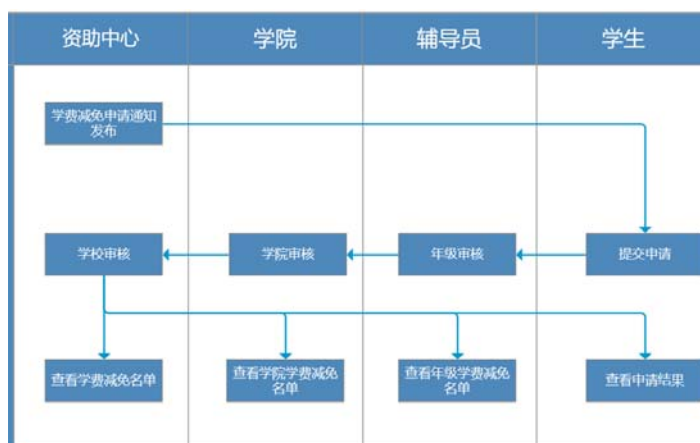 资助中心
学院
辅导员
学生
学费减免申请通知
发布
学校审核
学院审核
年级审核
提交申请
查看学费减免名单
查看学院学费减免
名单
查看年级学费减免
名单
查看申请结果